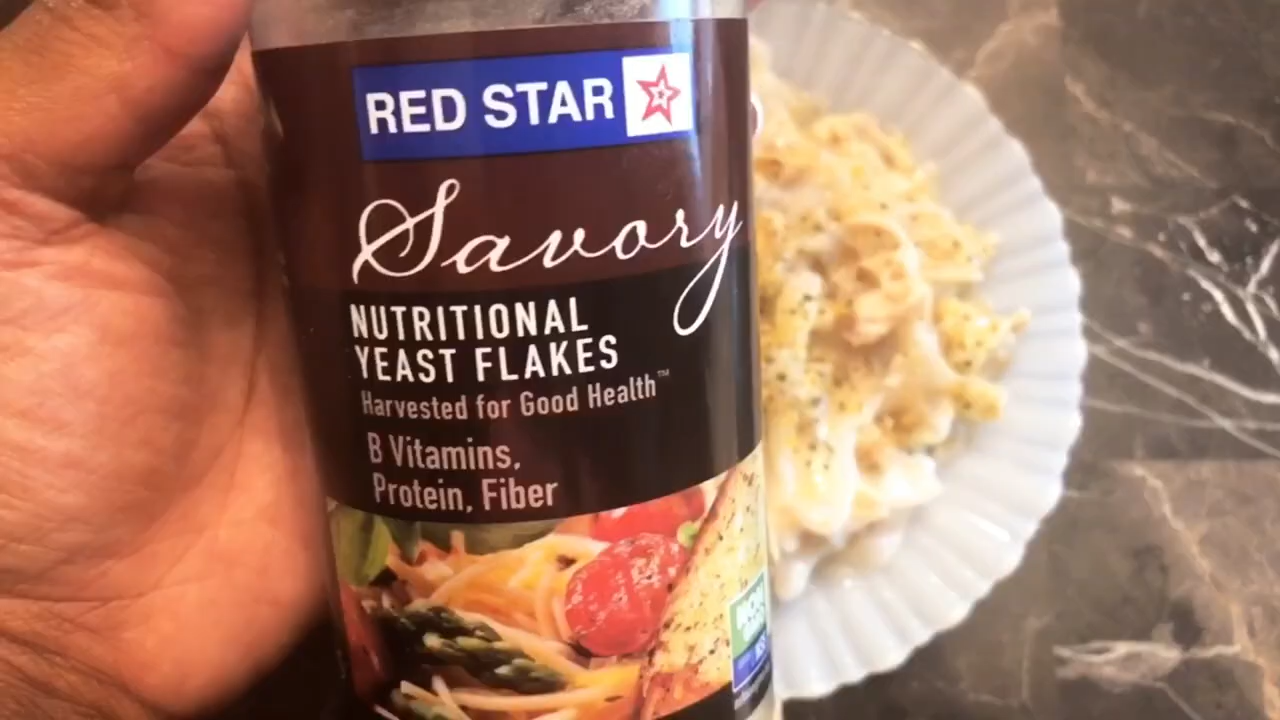 RED STAR
Savory
NUTRITIONAL
YEAST FLAKES
Harvested for Good Health™
B Vitamins,
Protein, Fiber